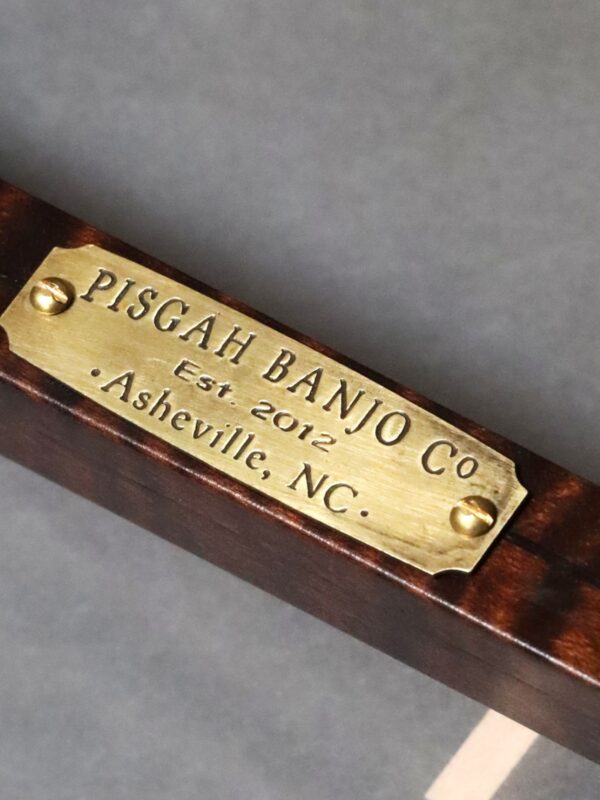 PISGAH BANJO Co
Est. 2012
•Asheville, NC•